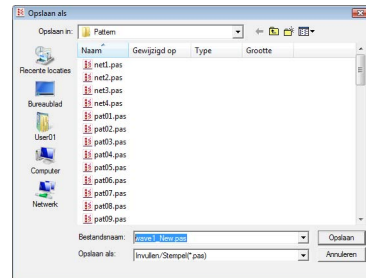 Opslaan als
Opslaan in: Pattern
Naam Gewijzigd op Type Grootte
net1.pas
net2.pas
net3.pas
net4.pas
pat01.pas
pat02.pas
pat03.pas
pat04.pas
pat05.pas
pat06.pas
pat07.pas
pat08.pas
pat09.pas
Recente locaties
Bureaublad
User01
Computer
Netwerk
Bestandsnaam: wave1_New.pas Opslaan
Opslaan als: Invullen/Stempel(*.pas) Annuleren